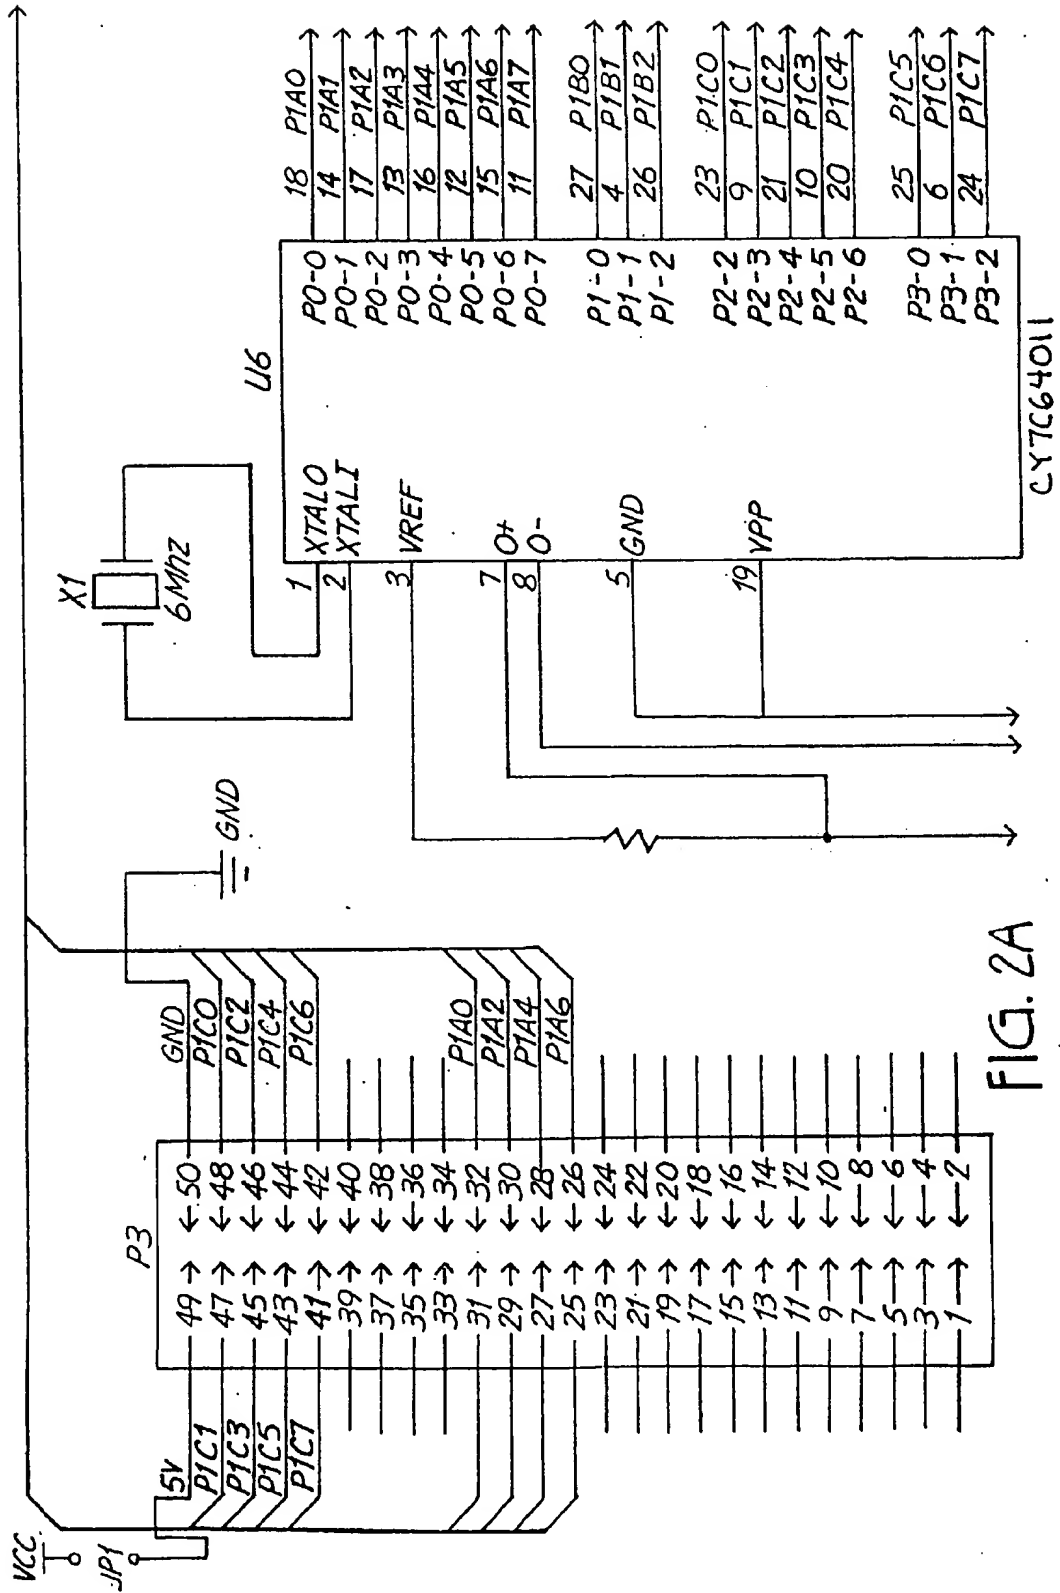 VCC
JP1
5V
P1C1
P1C3
P1C5
P1C7
P3
49 50
47 48
45 46
43 44
41 42
39 40
37 38
35 36
33 34
31 32
29 30
27 28
25 26
23 24
21 22
19 20
17 18
15 16
13 14
11 12
9 10
7 8
5 6
3 4
1 2
GND
P1C0
P1C2
P1C4
P1C6
P1A0
P1A2
P1A4
P1A6
GND
X1
6Mhz
U6
1 XTALO
2 XTALI
3 VREF
7 O+
8 O-
5 GND
19 VPP
P0-0 18 P1A0
P0-1 14 P1A1
P0-2 17 P1A2
P0-3 13 P1A3
P0-4 16 P1A4
P0-5 12 P1A5
P0-6 15 P1A6
P0-7 11 P1A7
P1-0 27 P1B0
P1-1 4 P1B1
P1-2 26 P1B2
P2-2 23 P1C0
P2-3 9 P1C1
P2-4 21 P1C2
P2-5 10 P1C3
P2-6 20 P1C4
P3-0 25 P1C5
P3-1 6 P1C6
P3-2 24 P1C7
CY7C64011
FIG. 2A